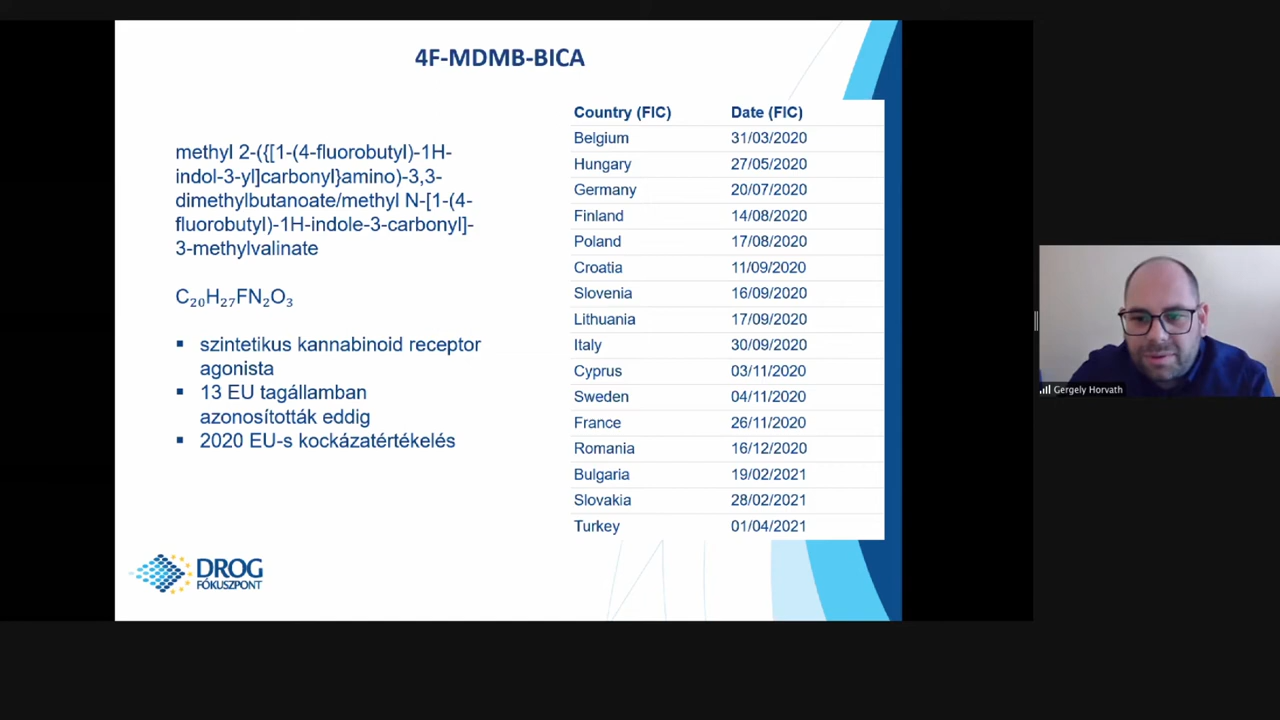 4F-MDMB-BICA
methyl 2-({[1-(4-fluorobutyl)-1H-
indol-3-yl]carbonyl}amino)-3,3-
dimethylbutanoate/methyl N-[1-(4-
fluorobutyl)-1H-indole-3-carbonyl]-
3-methylvalinate
C₂₀H₂₇FN₂O₃
▪ szintetikus kannabinoid receptor
agonista
▪ 13 EU tagállamban
azonosították eddig
▪ 2020 EU-s kockázatértékelés
Country (FIC) Date (FIC)
Belgium 31/03/2020
Hungary 27/05/2020
Germany 20/07/2020
Finland 14/08/2020
Poland 17/08/2020
Croatia 11/09/2020
Slovenia 16/09/2020
Lithuania 17/09/2020
Italy 30/09/2020
Cyprus 03/11/2020
Sweden 04/11/2020
France 26/11/2020
Romania 16/12/2020
Bulgaria 19/02/2021
Slovakia 28/02/2021
Turkey 01/04/2021
DROG
FÓKUSZPONT
Gergely Horvath